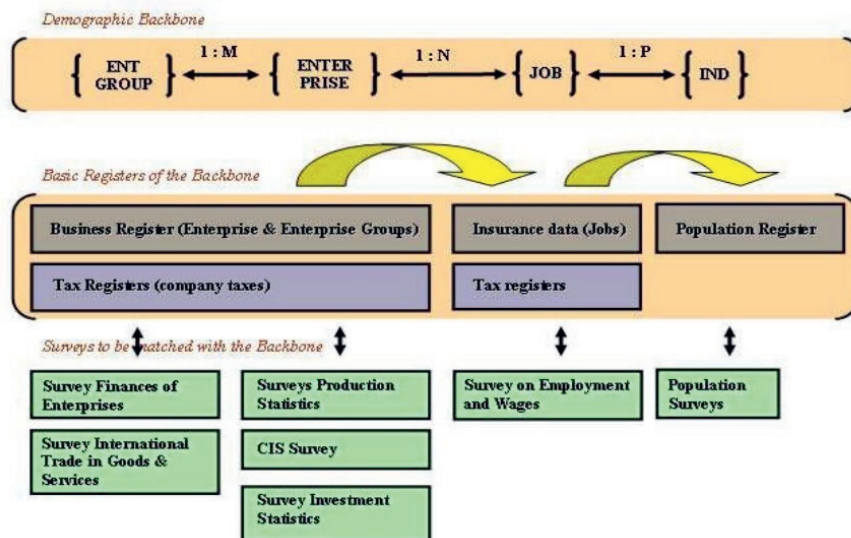 Demographic Backbone
1 : M
1 : N
1 : P
{ ENT
GROUP }
{ ENTER
PRISE }
{ JOB }
{ IND }
Basic Registers of the Backbone
Business Register (Enterprise & Enterprise Groups)
Insurance data (Jobs)
Population Register
Tax Registers (company taxes)
Tax registers
Surveys to be matched with the Backbone
Survey Finances of
Enterprises
Surveys Production
Statistics
Survey on Employment
and Wages
Population
Surveys
Survey International
Trade in Goods &
Services
CIS Survey
Survey Investment
Statistics